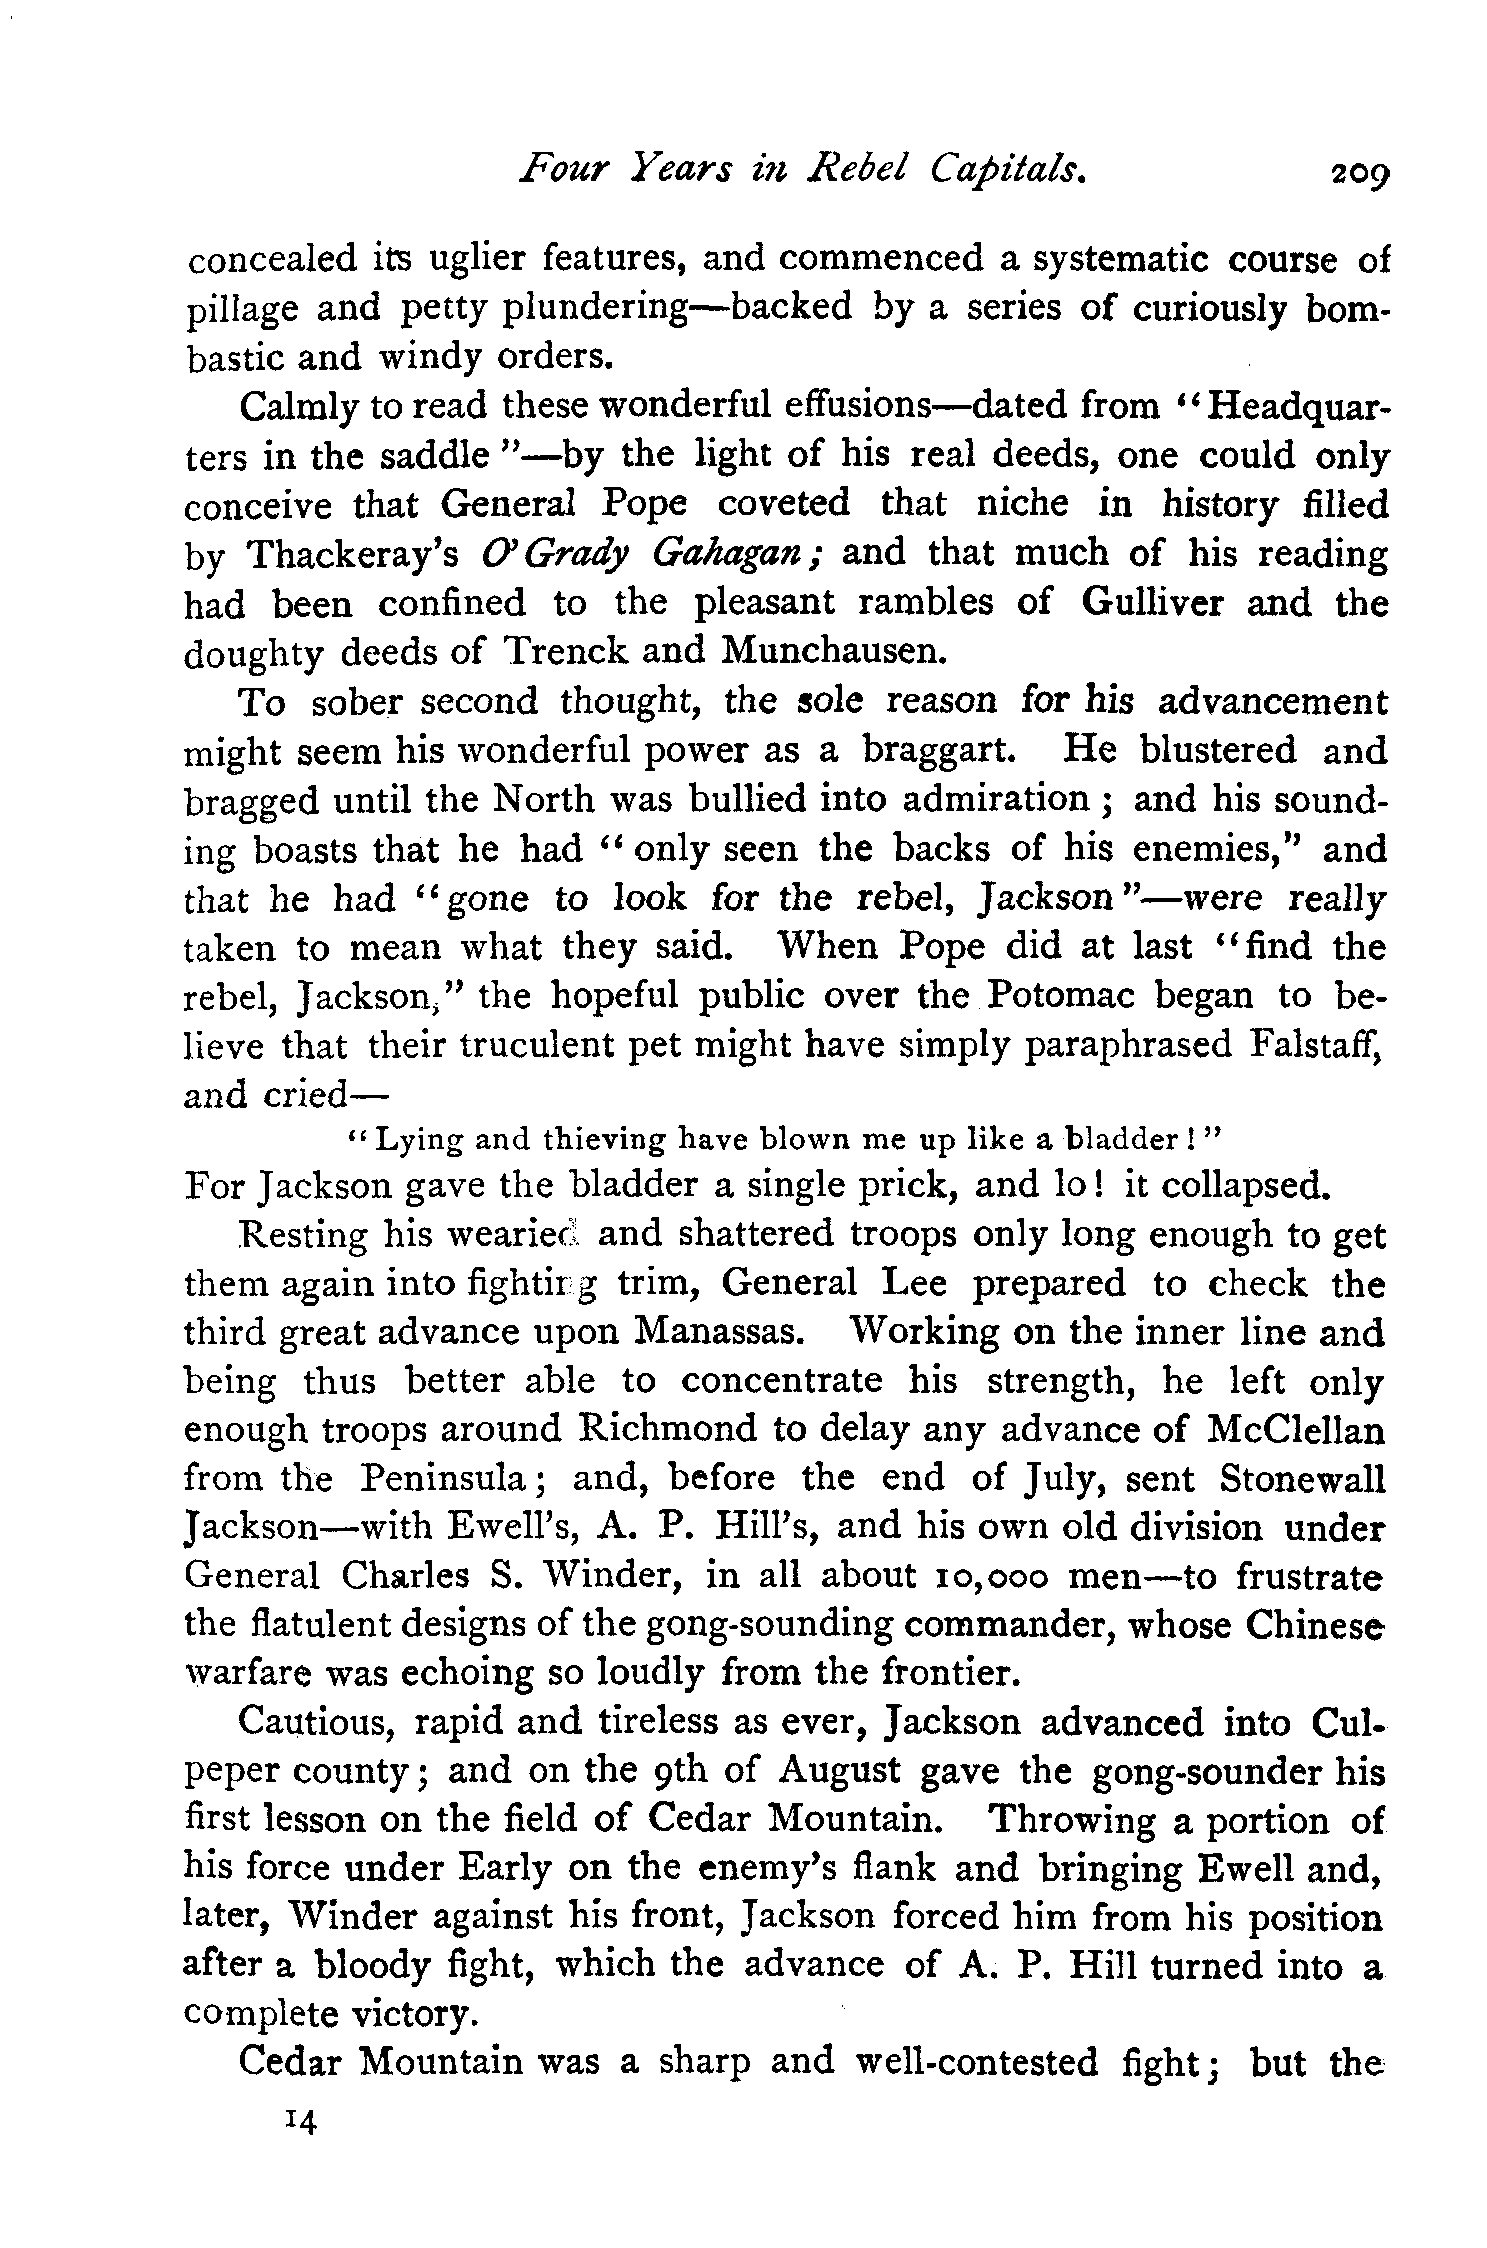 Four Years in Rebel Capitals. 209
concealed its uglier features, and commenced a systematic course of
pillage and petty plundering—backed by a series of curiously bom-
bastic and windy orders.
Calmly to read these wonderful effusions—dated from "Headquar-
ters in the saddle"—by the light of his real deeds, one could only
conceive that General Pope coveted that niche in history filled
by Thackeray's O'Grady Gahagan; and that much of his reading
had been confined to the pleasant rambles of Gulliver and the
doughty deeds of Trenck and Munchausen.
To sober second thought, the sole reason for his advancement
might seem his wonderful power as a braggart. He blustered and
bragged until the North was bullied into admiration; and his sound-
ing boasts that he had "only seen the backs of his enemies," and
that he had "gone to look for the rebel, Jackson"—were really
taken to mean what they said. When Pope did at last "find the
rebel, Jackson," the hopeful public over the Potomac began to be-
lieve that their truculent pet might have simply paraphrased Falstaff,
and cried—
"Lying and thieving have blown me up like a bladder!"
For Jackson gave the bladder a single prick, and lo! it collapsed.
Resting his wearied and shattered troops only long enough to get
them again into fighting trim, General Lee prepared to check the
third great advance upon Manassas. Working on the inner line and
being thus better able to concentrate his strength, he left only
enough troops around Richmond to delay any advance of McClellan
from the Peninsula; and, before the end of July, sent Stonewall
Jackson—with Ewell's, A. P. Hill's, and his own old division under
General Charles S. Winder, in all about 10,000 men—to frustrate
the flatulent designs of the gong-sounding commander, whose Chinese
warfare was echoing so loudly from the frontier.
Cautious, rapid and tireless as ever, Jackson advanced into Cul-
peper county; and on the 9th of August gave the gong-sounder his
first lesson on the field of Cedar Mountain. Throwing a portion of
his force under Early on the enemy's flank and bringing Ewell and,
later, Winder against his front, Jackson forced him from his position
after a bloody fight, which the advance of A. P. Hill turned into a
complete victory.
Cedar Mountain was a sharp and well-contested fight; but the
14